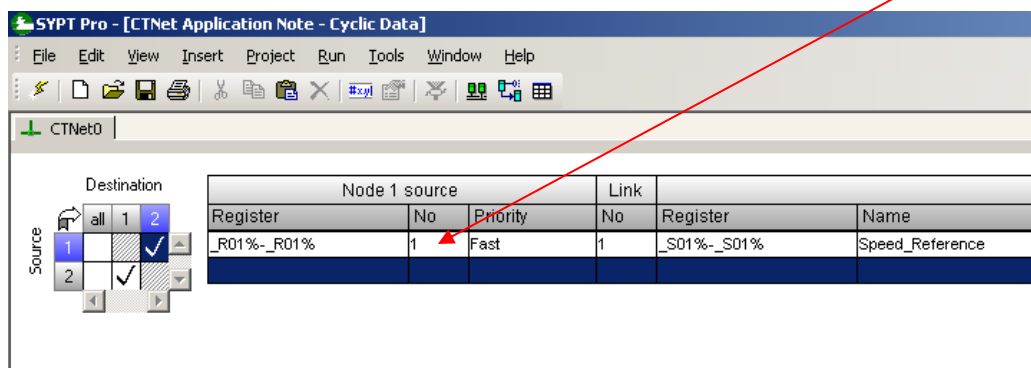 SYPT Pro - [CTNet Application Note - Cyclic Data]
File Edit View Insert Project Run Tools Window Help
#xyl
CTNet0
Destination
Node 1 source Link
Source
all 1 2
Register No Priority No Register Name
1
_R01%-_R01% 1 Fast 1 _S01%-_S01% Speed_Reference
2